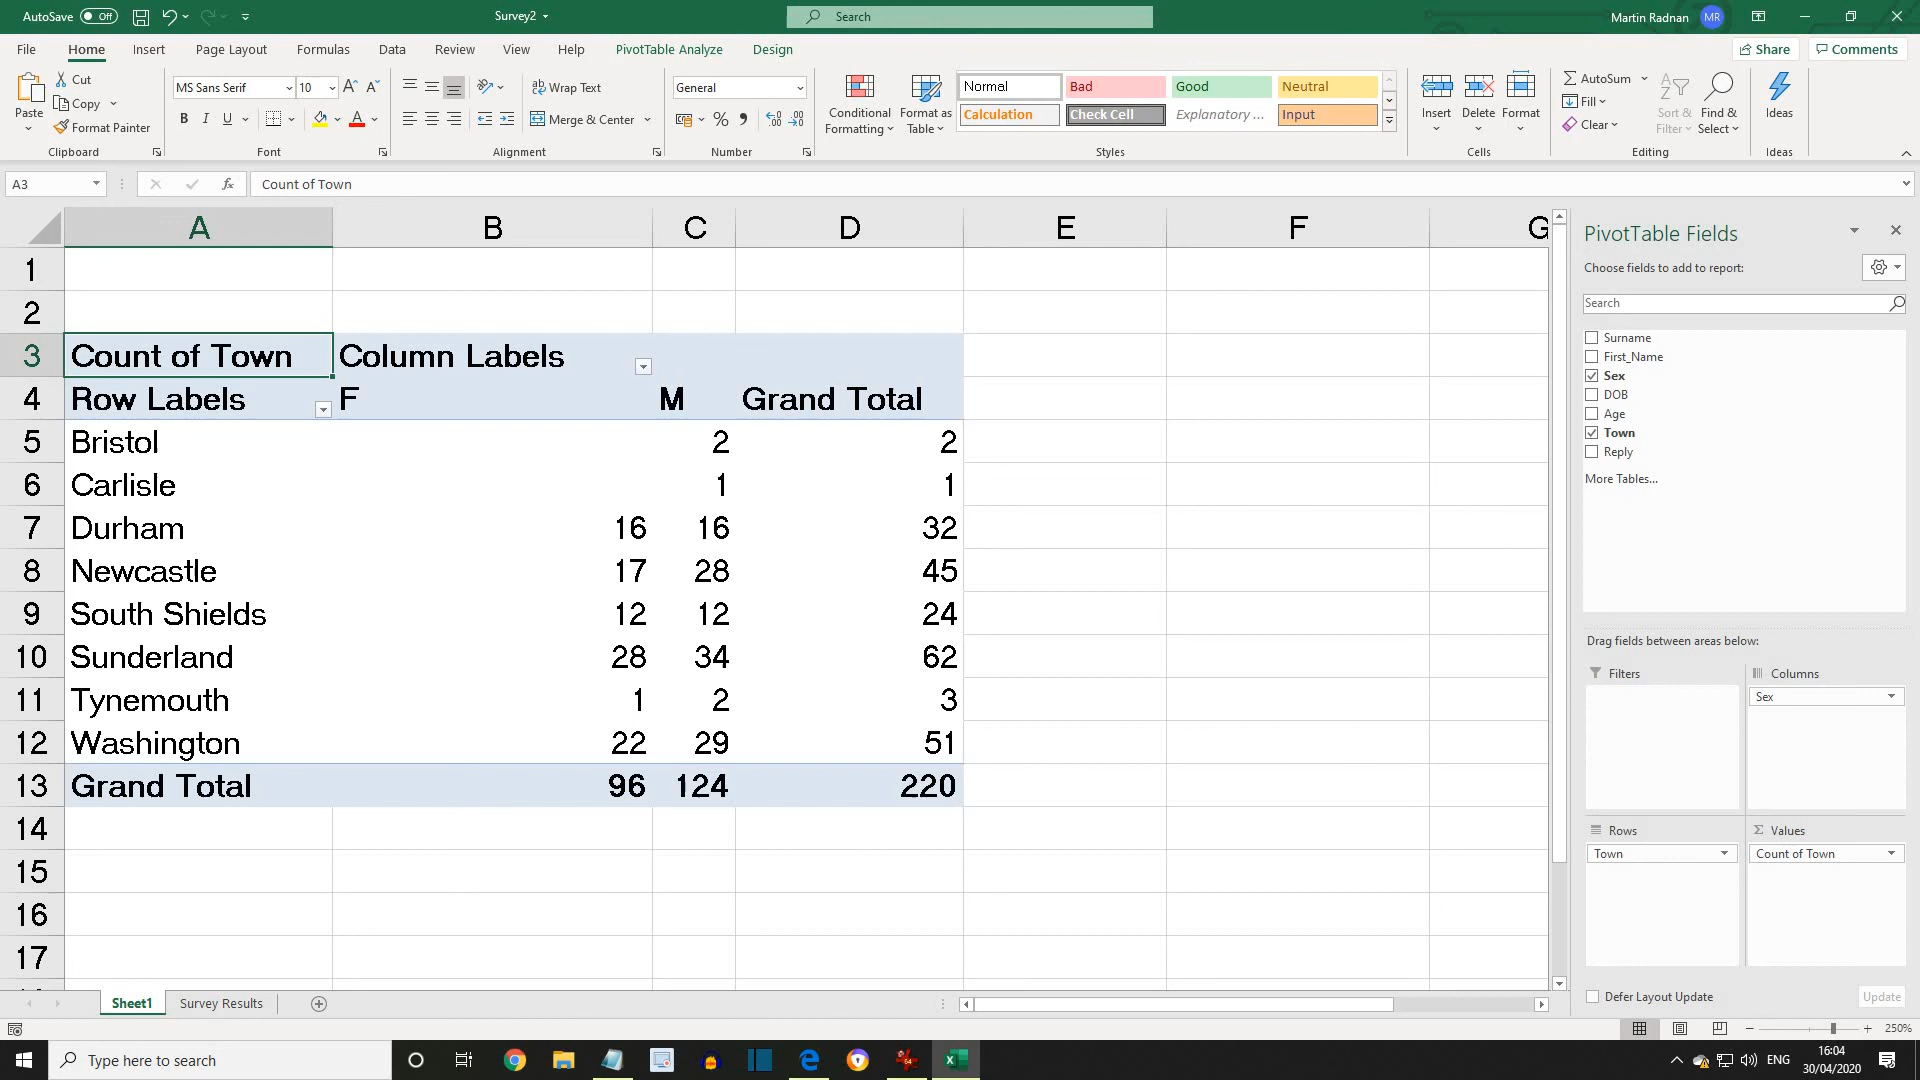 AutoSave Off Survey2 Search Martin Radnan MR
File Home Insert Page Layout Formulas Data Review View Help PivotTable Analyze Design Share Comments
Paste Cut Copy Format Painter Clipboard
MS Sans Serif 10 A A B I U A Font
Wrap Text Merge & Center Alignment
General % Number
Conditional Formatting Format as Table
Normal Bad Good Neutral
Calculation Check Cell Explanatory ... Input
Styles
Insert Delete Format Cells
AutoSum Fill Clear Sort & Filter Find & Select Editing
Ideas Ideas
A3 fx Count of Town
A B C D E F G
1
2
3 Count of Town Column Labels
4 Row Labels F M Grand Total
5 Bristol 2 2
6 Carlisle 1 1
7 Durham 16 16 32
8 Newcastle 17 28 45
9 South Shields 12 12 24
10 Sunderland 28 34 62
11 Tynemouth 1 2 3
12 Washington 22 29 51
13 Grand Total 96 124 220
14
15
16
17
PivotTable Fields
Choose fields to add to report:
Search
Surname
First_Name
Sex
DOB
Age
Town
Reply
More Tables...
Drag fields between areas below:
Filters Columns
Sex
Rows Σ Values
Town Count of Town
Defer Layout Update Update
Sheet1 Survey Results
250%
Type here to search
ENG 16:04
30/04/2020